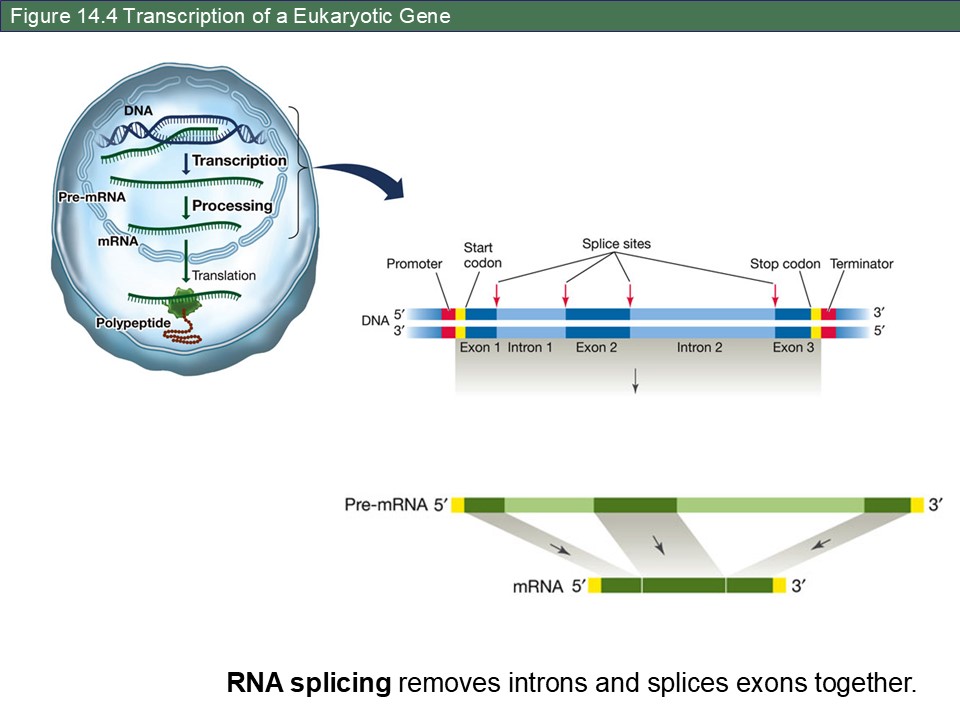 Figure 14.4 Transcription of a Eukaryotic Gene
DNA
Transcription
Pre-mRNA
Processing
mRNA
Translation
Polypeptide
Promoter
Start
codon
Splice sites
Stop codon
Terminator
DNA 5′ 3′
3′ 5′
Exon 1 Intron 1 Exon 2 Intron 2 Exon 3
Pre-mRNA 5′ 3′
mRNA 5′ 3′
RNA splicing removes introns and splices exons together.